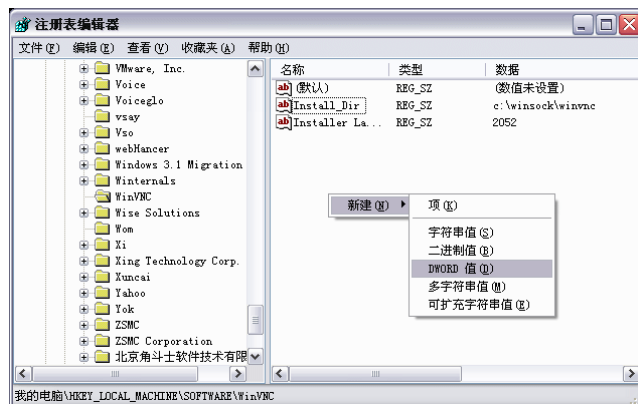 注册表编辑器
文件(F) 编辑(E) 查看(V) 收藏夹(A) 帮助(H)
VMware, Inc.
Voice
Voiceglo
vsay
Vso
webHancer
Windows 3.1 Migration
Winternals
WinVNC
Wise Solutions
Wom
Xi
Xing Technology Corp.
Xuncai
Yahoo
Yok
ZSMC
ZSMC Corporation
北京角斗士软件技术有限
名称 类型 数据
ab (默认) REG_SZ (数值未设置)
ab Install_Dir REG_SZ c:\winsock\winvnc
ab Installer La... REG_SZ 2052
新建(N)
项(K)
字符串值(S)
二进制值(B)
DWORD 值(D)
多字符串值(M)
可扩充字符串值(E)
我的电脑\HKEY_LOCAL_MACHINE\SOFTWARE\WinVNC